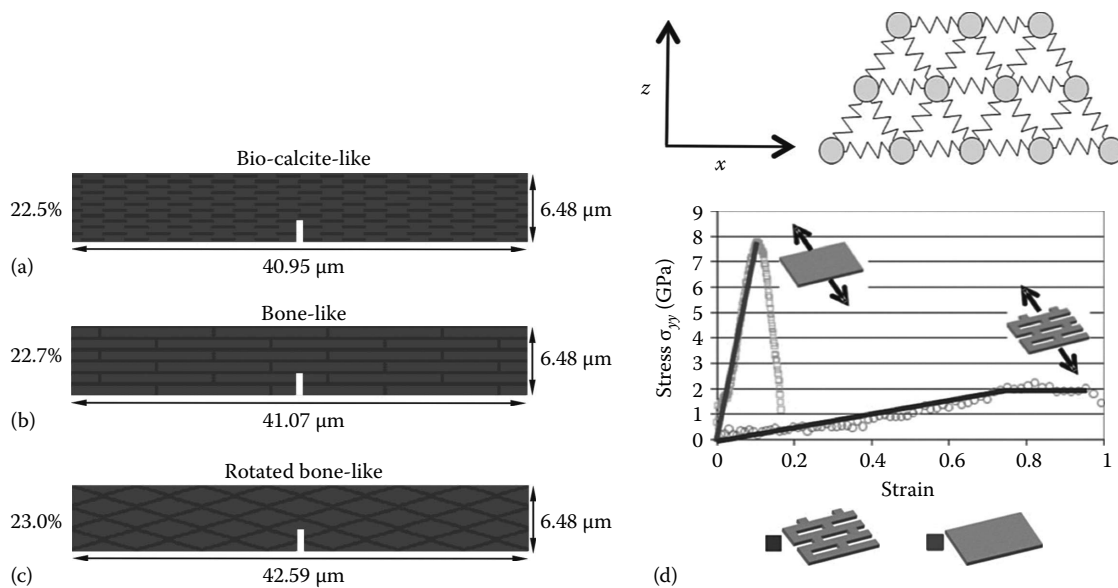 (a)
Bio-calcite-like
22.5%
6.48 μm
40.95 μm
(b)
Bone-like
22.7%
6.48 μm
41.07 μm
(c)
Rotated bone-like
23.0%
6.48 μm
42.59 μm
z
x
Stress σyy (GPa)
9
8
7
6
5
4
3
2
1
0
0
0.2
0.4
0.6
0.8
1
Strain
(d)